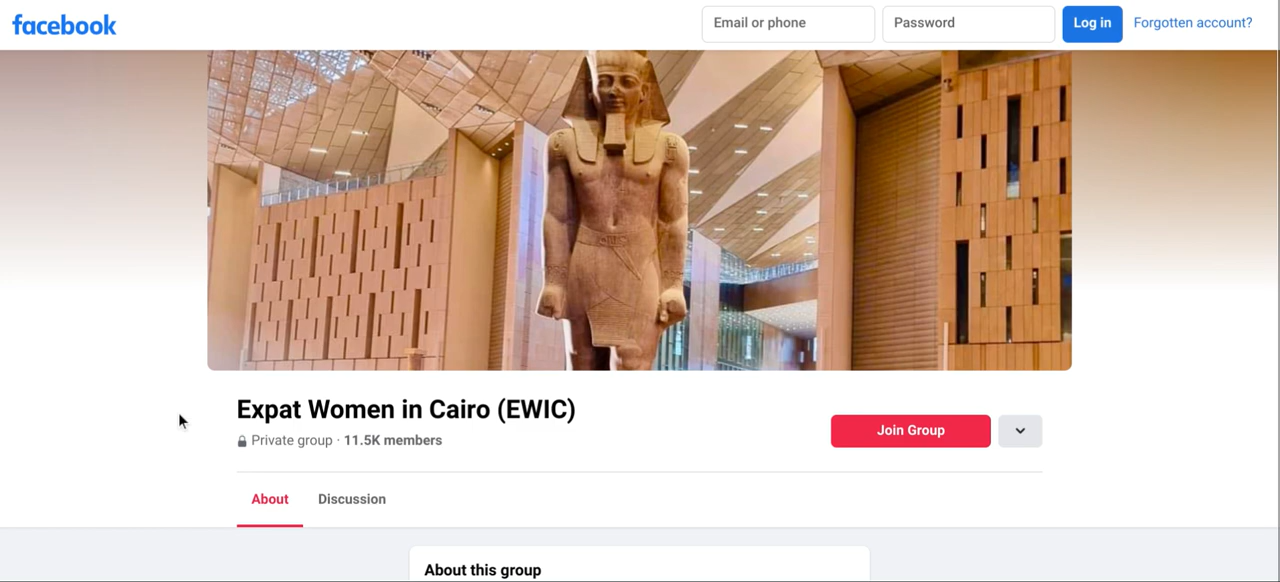 facebook
Email or phone
Password
Log in
Forgotten account?
Expat Women in Cairo (EWIC)
Private group · 11.5K members
Join Group
About
Discussion
About this group